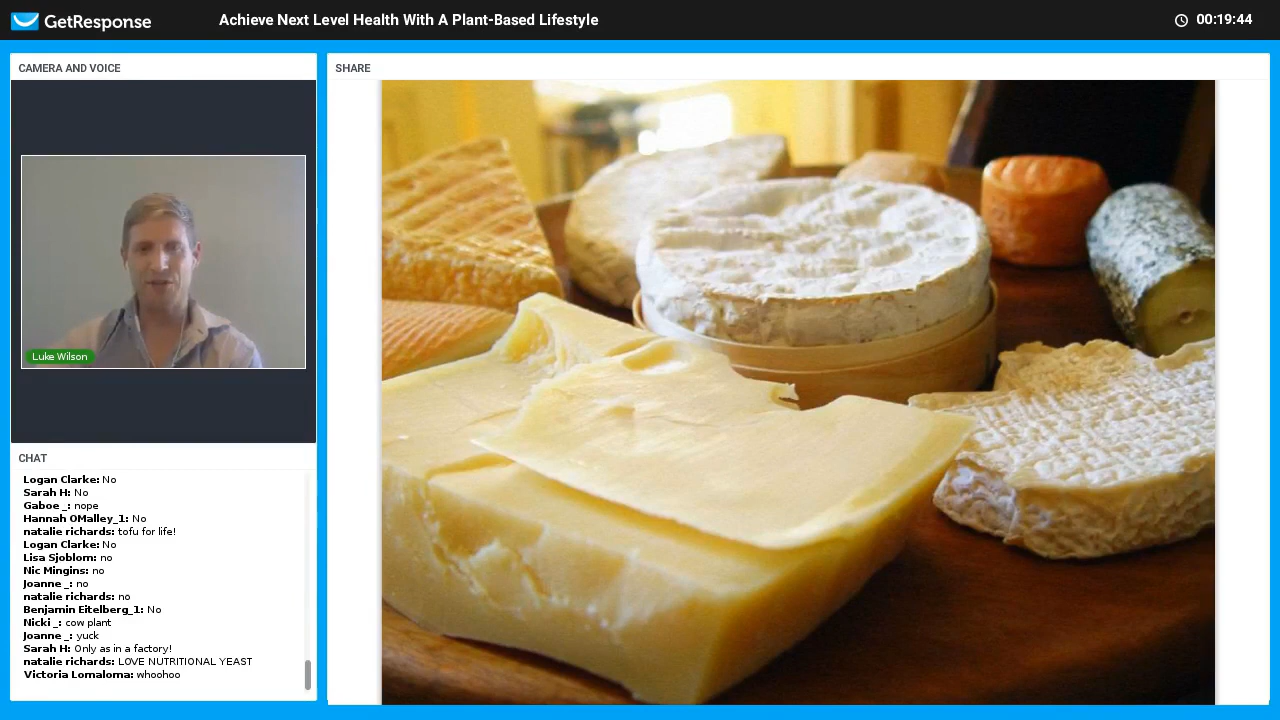 GetResponse
Achieve Next Level Health With A Plant-Based Lifestyle
00:19:44
CAMERA AND VOICE
Luke Wilson
CHAT
Logan Clarke: No
Sarah H: No
Gaboe _: nope
Hannah OMalley_1: No
natalie richards: tofu for life!
Logan Clarke: No
Lisa Sjoblom: no
Nic Mingins: no
Joanne _: no
natalie richards: no
Benjamin Eitelberg_1: No
Nicki _: cow plant
Joanne _: yuck
Sarah H: Only as in a factory!
natalie richards: LOVE NUTRITIONAL YEAST
Victoria Lomaloma: whoohoo
SHARE